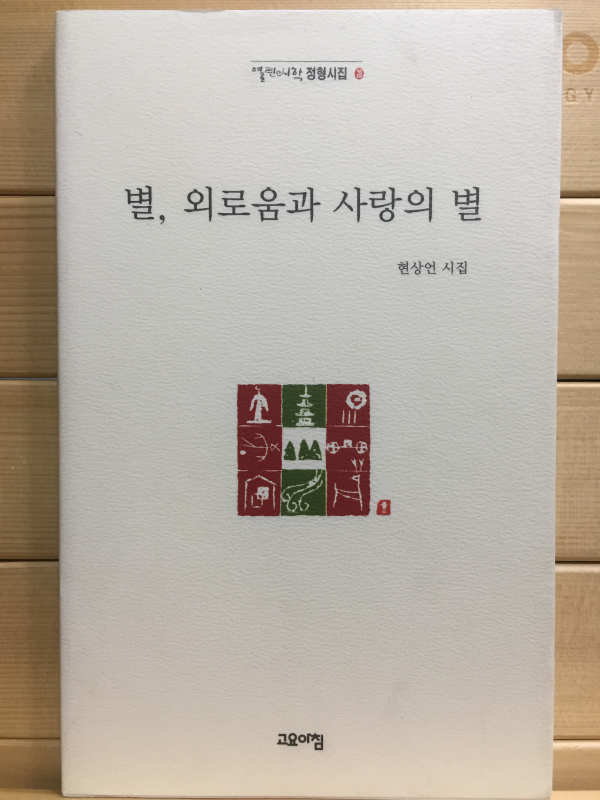 열린시학 정형시집
별, 외로움과 사랑의 별
현상언 시집
고요아침